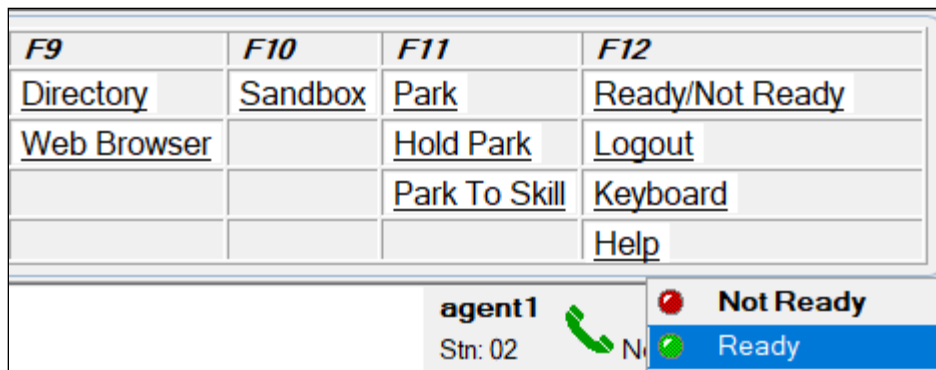 F9 F10 F11 F12
Directory Sandbox Park Ready/Not Ready
Web Browser Hold Park Logout
Park To Skill Keyboard
Help
agent1 Not Ready
Stn: 02 Ready